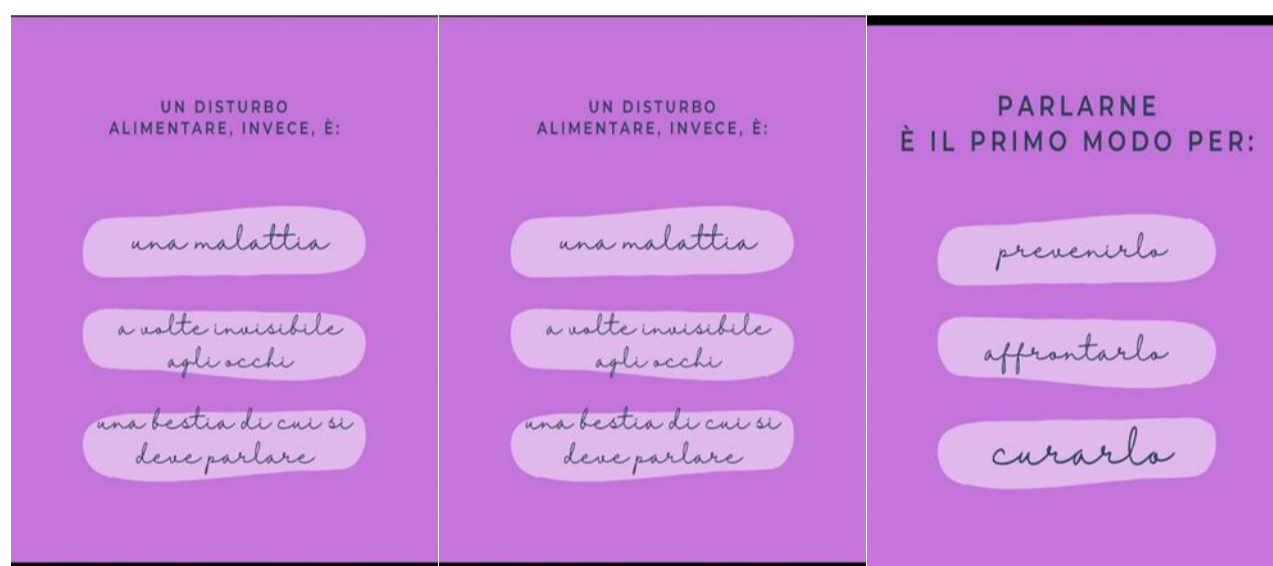 UN DISTURBO
ALIMENTARE, INVECE, È:
una malattia
a volte invisibile
agli occhi
una bestia di cui si
deve parlare
UN DISTURBO
ALIMENTARE, INVECE, È:
una malattia
a volte invisibile
agli occhi
una bestia di cui si
deve parlare
PARLARNE
È IL PRIMO MODO PER:
prevenirlo
affrontarlo
curarlo